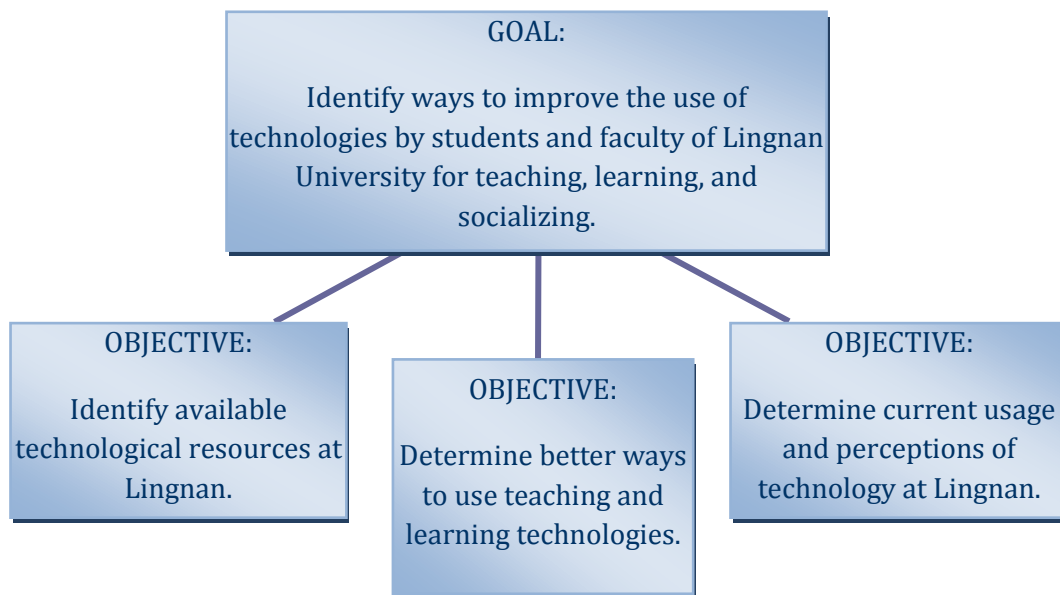 GOAL:
Identify ways to improve the use of
technologies by students and faculty of Lingnan
University for teaching, learning, and
socializing.
OBJECTIVE:
Identify available
technological resources at
Lingnan.
OBJECTIVE:
Determine better ways
to use teaching and
learning technologies.
OBJECTIVE:
Determine current usage
and perceptions of
technology at Lingnan.